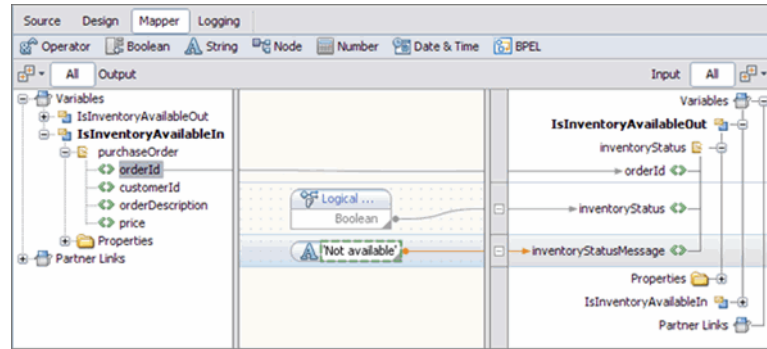 Source Design Mapper Logging
Operator Boolean String Node Number Date & Time BPEL
All Output Input All
Variables Variables
IsInventoryAvailableOut IsInventoryAvailableOut
IsInventoryAvailableIn
purchaseOrder inventoryStatus
orderId orderId
customerId
orderDescription Logical ... inventoryStatus
price Boolean
Properties 'Not available' inventoryStatusMessage
Partner Links
Properties
IsInventoryAvailableIn
Partner Links